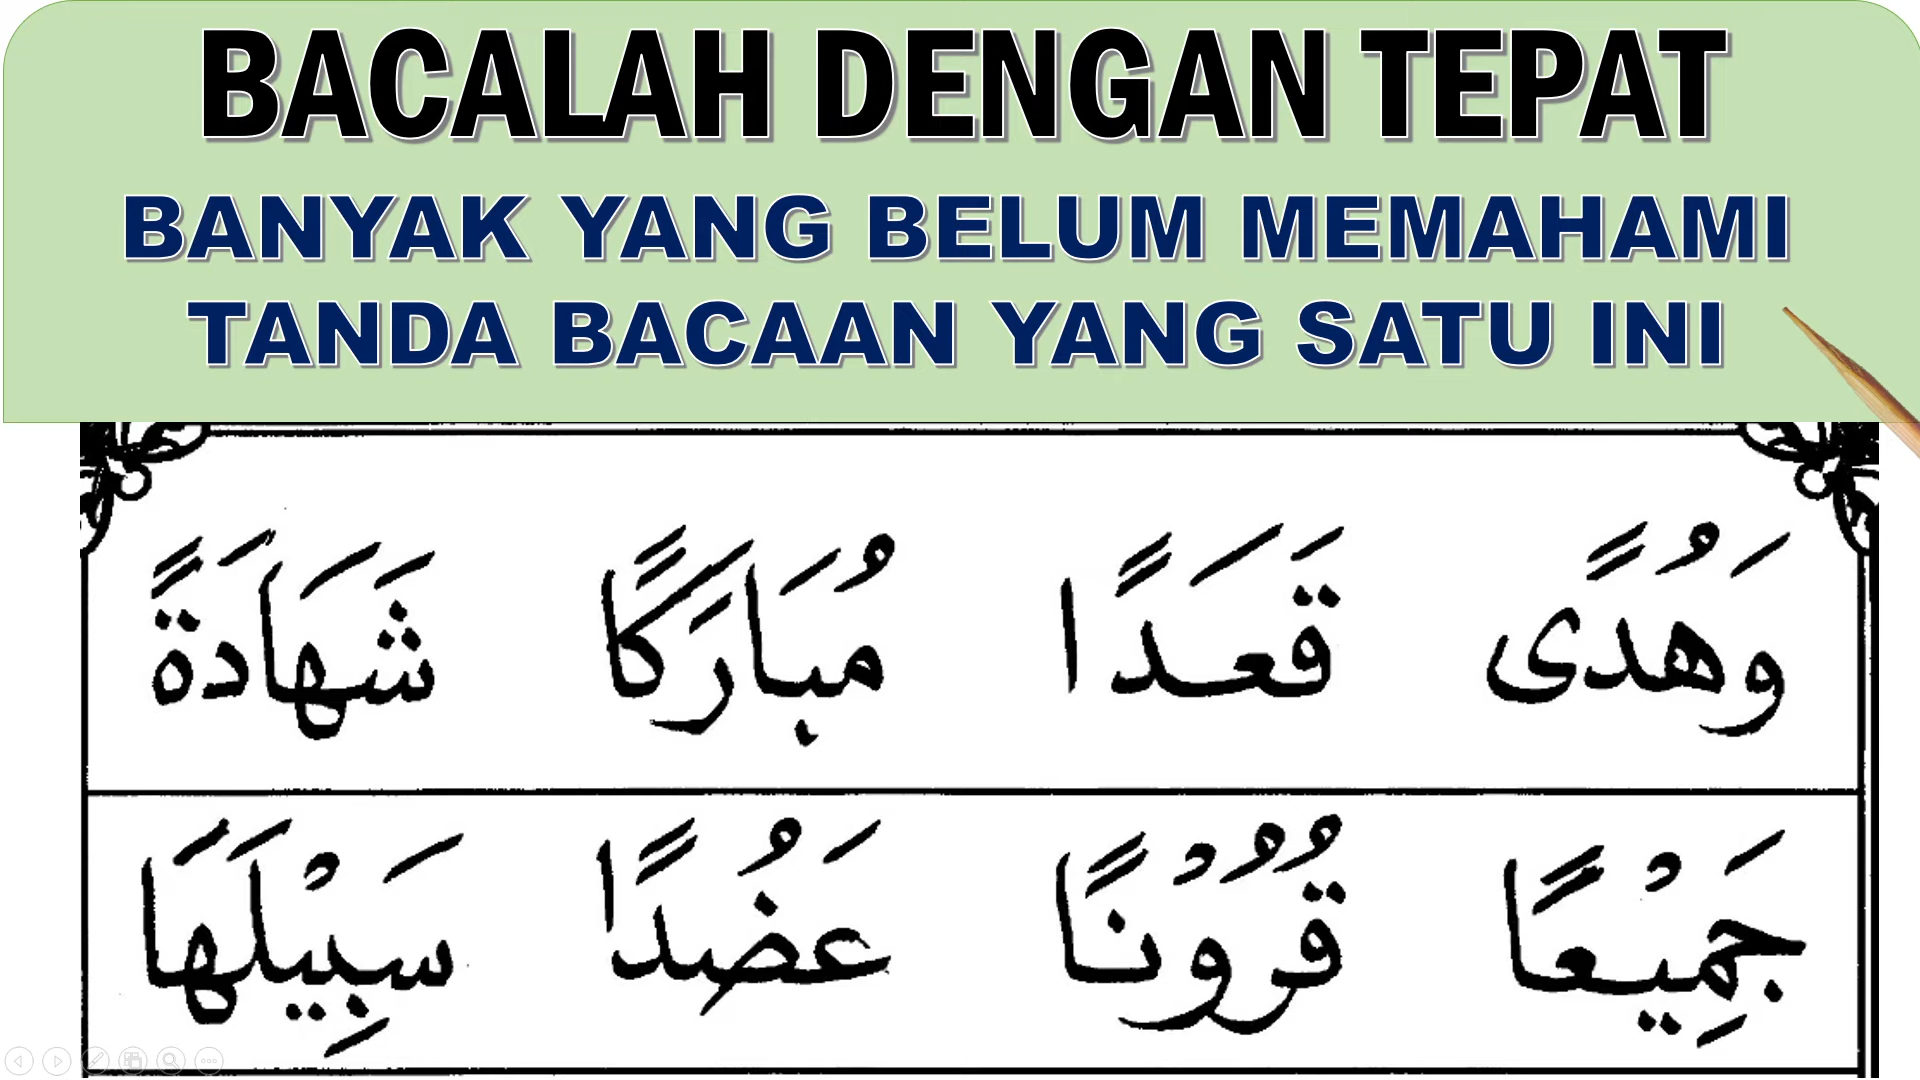 BACALAH DENGAN TEPAT
BANYAK YANG BELUM MEMAHAMI
TANDA BACAAN YANG SATU INI
وَهُدًى قَعَدًا مُبَارَكًا شَهَادَةً
جَمِيْعًا قُرُوْنًا عَضُدًا سَبِيْلَهَا